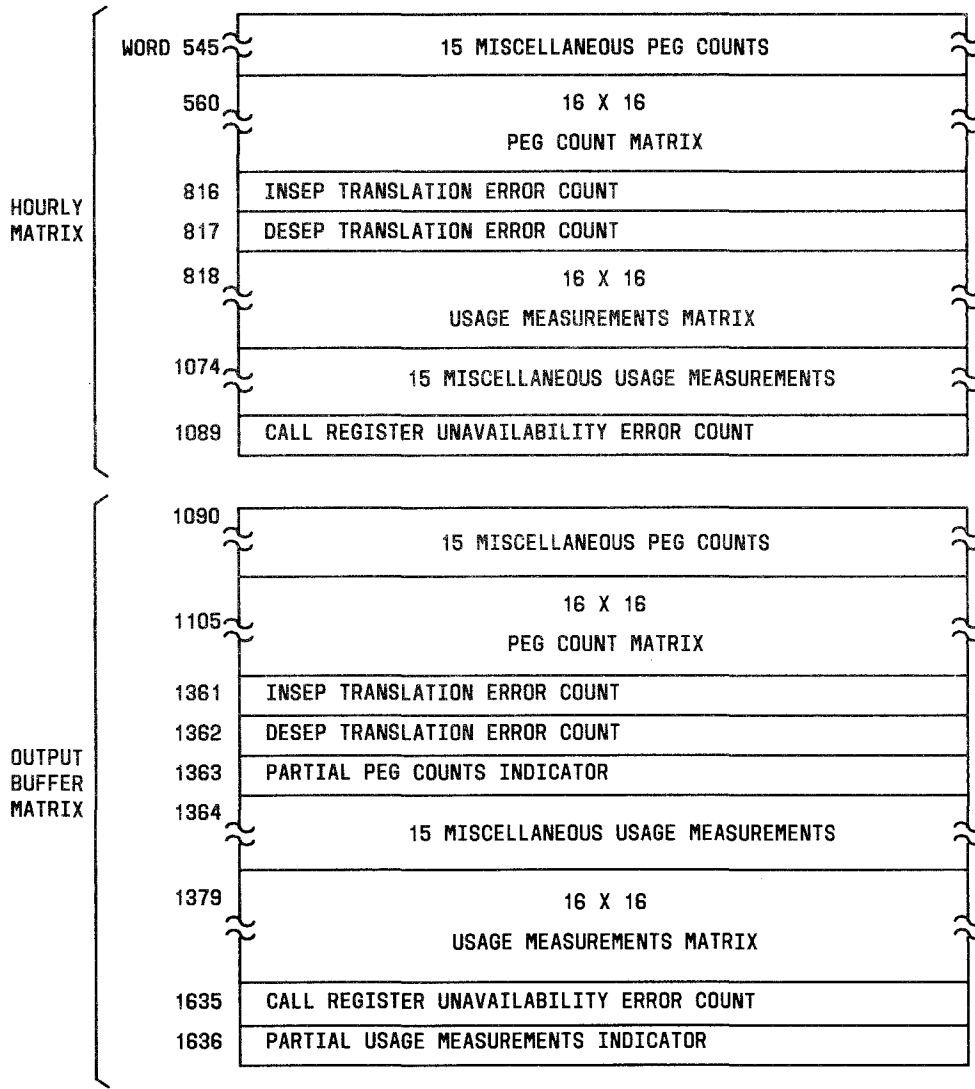 WORD 545 15 MISCELLANEOUS PEG COUNTS
560 16 X 16
PEG COUNT MATRIX
816 INSEP TRANSLATION ERROR COUNT
HOURLY
MATRIX
817 DESEP TRANSLATION ERROR COUNT
818 16 X 16
USAGE MEASUREMENTS MATRIX
1074 15 MISCELLANEOUS USAGE MEASUREMENTS
1089 CALL REGISTER UNAVAILABILITY ERROR COUNT
1090 15 MISCELLANEOUS PEG COUNTS
1105 16 X 16
PEG COUNT MATRIX
1361 INSEP TRANSLATION ERROR COUNT
1362 DESEP TRANSLATION ERROR COUNT
OUTPUT
BUFFER
MATRIX
1363 PARTIAL PEG COUNTS INDICATOR
1364 15 MISCELLANEOUS USAGE MEASUREMENTS
1379 16 X 16
USAGE MEASUREMENTS MATRIX
1635 CALL REGISTER UNAVAILABILITY ERROR COUNT
1636 PARTIAL USAGE MEASUREMENTS INDICATOR